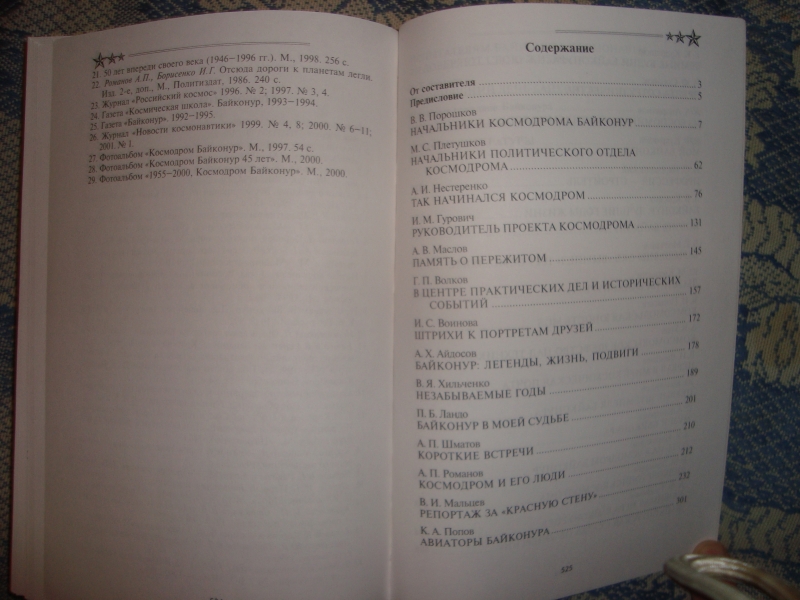 21. 50 лет впереди своего века (1946–1996 гг.). М., 1998. 256 с.
22. Романов А.П., Борисенко И.Г. Отсюда дороги к планетам легли.
Изд. 2-е, доп., М., Политиздат, 1986. 240 с.
23. Журнал «Российский космос» 1996. № 2; 1997. № 3, 4.
24. Газета «Космическая школа». Байконур, 1993–1994.
25. Газета «Байконур». 1992–1995.
26. Журнал «Новости космонавтики» 1999. № 4, 8; 2000. № 6–11;
2001. № 1.
27. Фотоальбом «Космодром Байконур». М., 1997. 54 с.
28. Фотоальбом «Космодром Байконур 45 лет». М., 2000.
29. Фотоальбом «1955–2000, Космодром Байконур». М., 2000.
Содержание
От составителя 3
Предисловие 5
В. В. Порошков
НАЧАЛЬНИКИ КОСМОДРОМА БАЙКОНУР 7
М. С. Плетушков
НАЧАЛЬНИКИ ПОЛИТИЧЕСКОГО ОТДЕЛА
КОСМОДРОМА 62
А. И. Нестеренко
ТАК НАЧИНАЛСЯ КОСМОДРОМ 76
И. М. Гурович
РУКОВОДИТЕЛЬ ПРОЕКТА КОСМОДРОМА 131
А. В. Маслов
ПАМЯТЬ О ПЕРЕЖИТОМ 145
Г. П. Волков
В ЦЕНТРЕ ПРАКТИЧЕСКИХ ДЕЛ И ИСТОРИЧЕСКИХ
СОБЫТИЙ 157
И. С. Воинова
ШТРИХИ К ПОРТРЕТАМ ДРУЗЕЙ 172
А. Х. Айдосов
БАЙКОНУР: ЛЕГЕНДЫ, ЖИЗНЬ, ПОДВИГИ 178
В. Я. Хильченко
НЕЗАБЫВАЕМЫЕ ГОДЫ 189
П. Б. Ландо
БАЙКОНУР В МОЕЙ СУДЬБЕ 201
А. П. Шматов
КОРОТКИЕ ВСТРЕЧИ 210
А. П. Романов
КОСМОДРОМ И ЕГО ЛЮДИ 212
В. И. Мальцев
РЕПОРТАЖ ЗА «КРАСНУЮ СТЕНУ» 232
К. А. Попов
АВИАТОРЫ БАЙКОНУРА 301
525